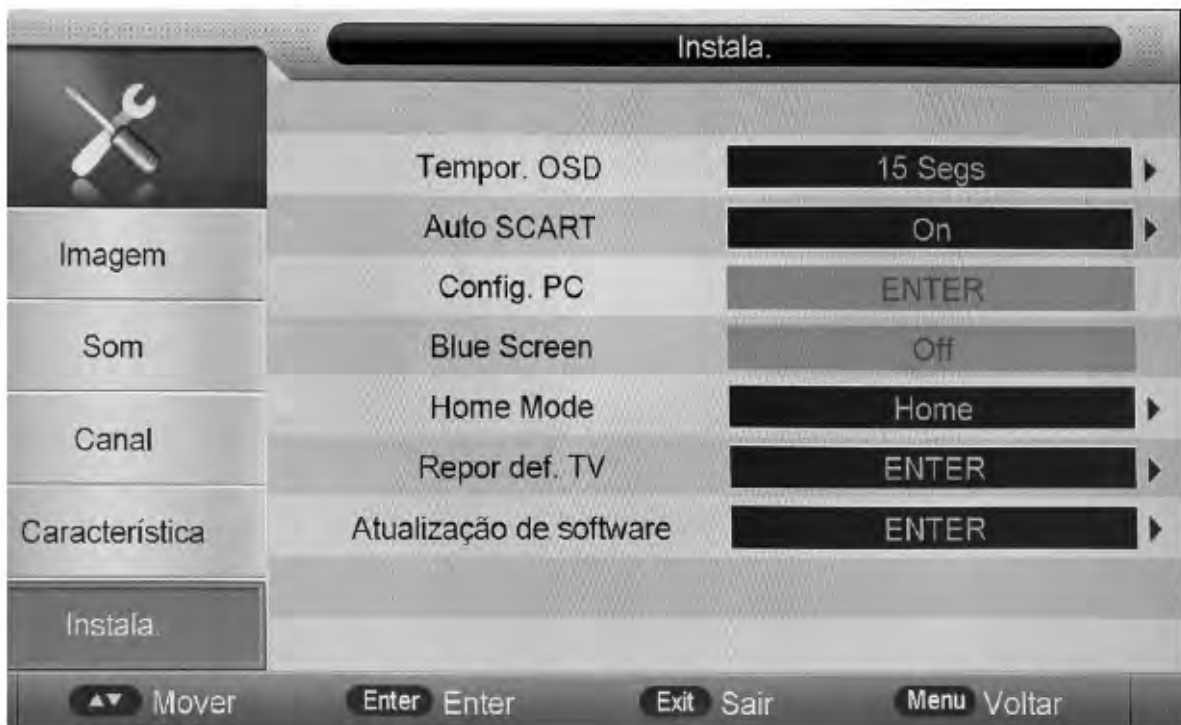 Instala.
Tempor. OSD 15 Segs
Auto SCART On
Config. PC ENTER
Blue Screen Off
Home Mode Home
Repor def. TV ENTER
Atualização de software ENTER
Imagem
Som
Canal
Característica
Instala.
Mover Enter Enter Exit Sair Menu Voltar